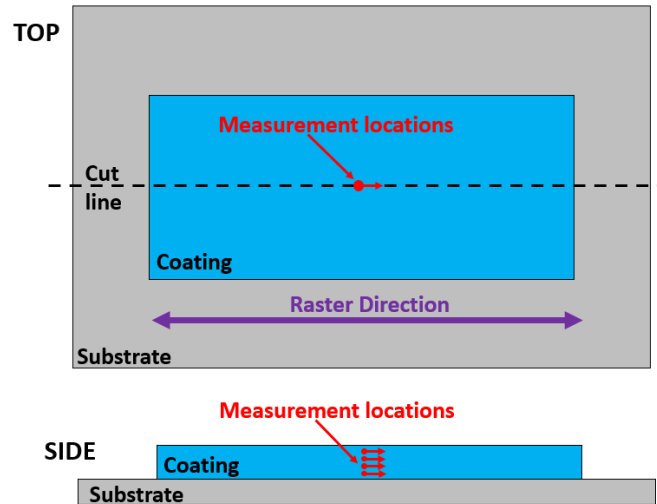 TOP
Measurement locations
Cut
line
Coating
Raster Direction
Substrate
Measurement locations
SIDE
Coating
Substrate